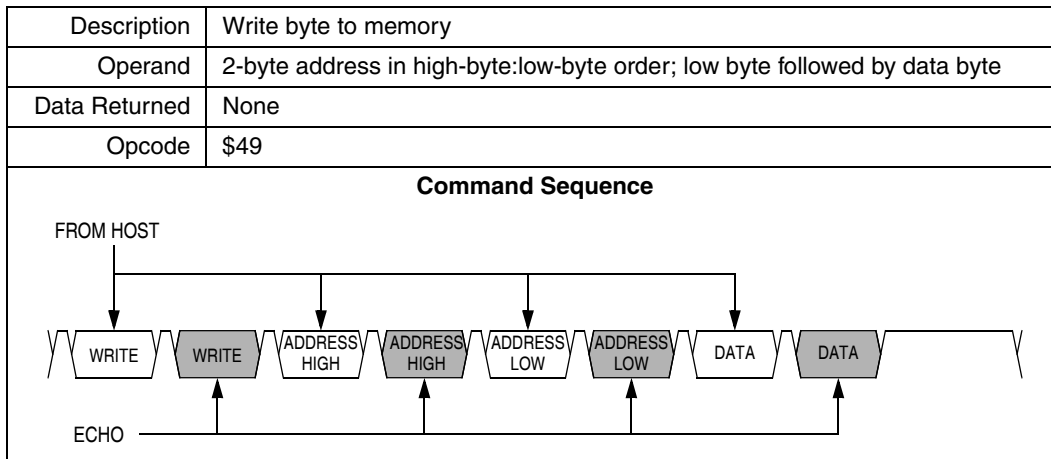 Description Write byte to memory
Operand 2-byte address in high-byte:low-byte order; low byte followed by data byte
Data Returned None
Opcode $49
Command Sequence
FROM HOST
WRITE WRITE ADDRESS HIGH ADDRESS HIGH ADDRESS LOW ADDRESS LOW DATA DATA
ECHO